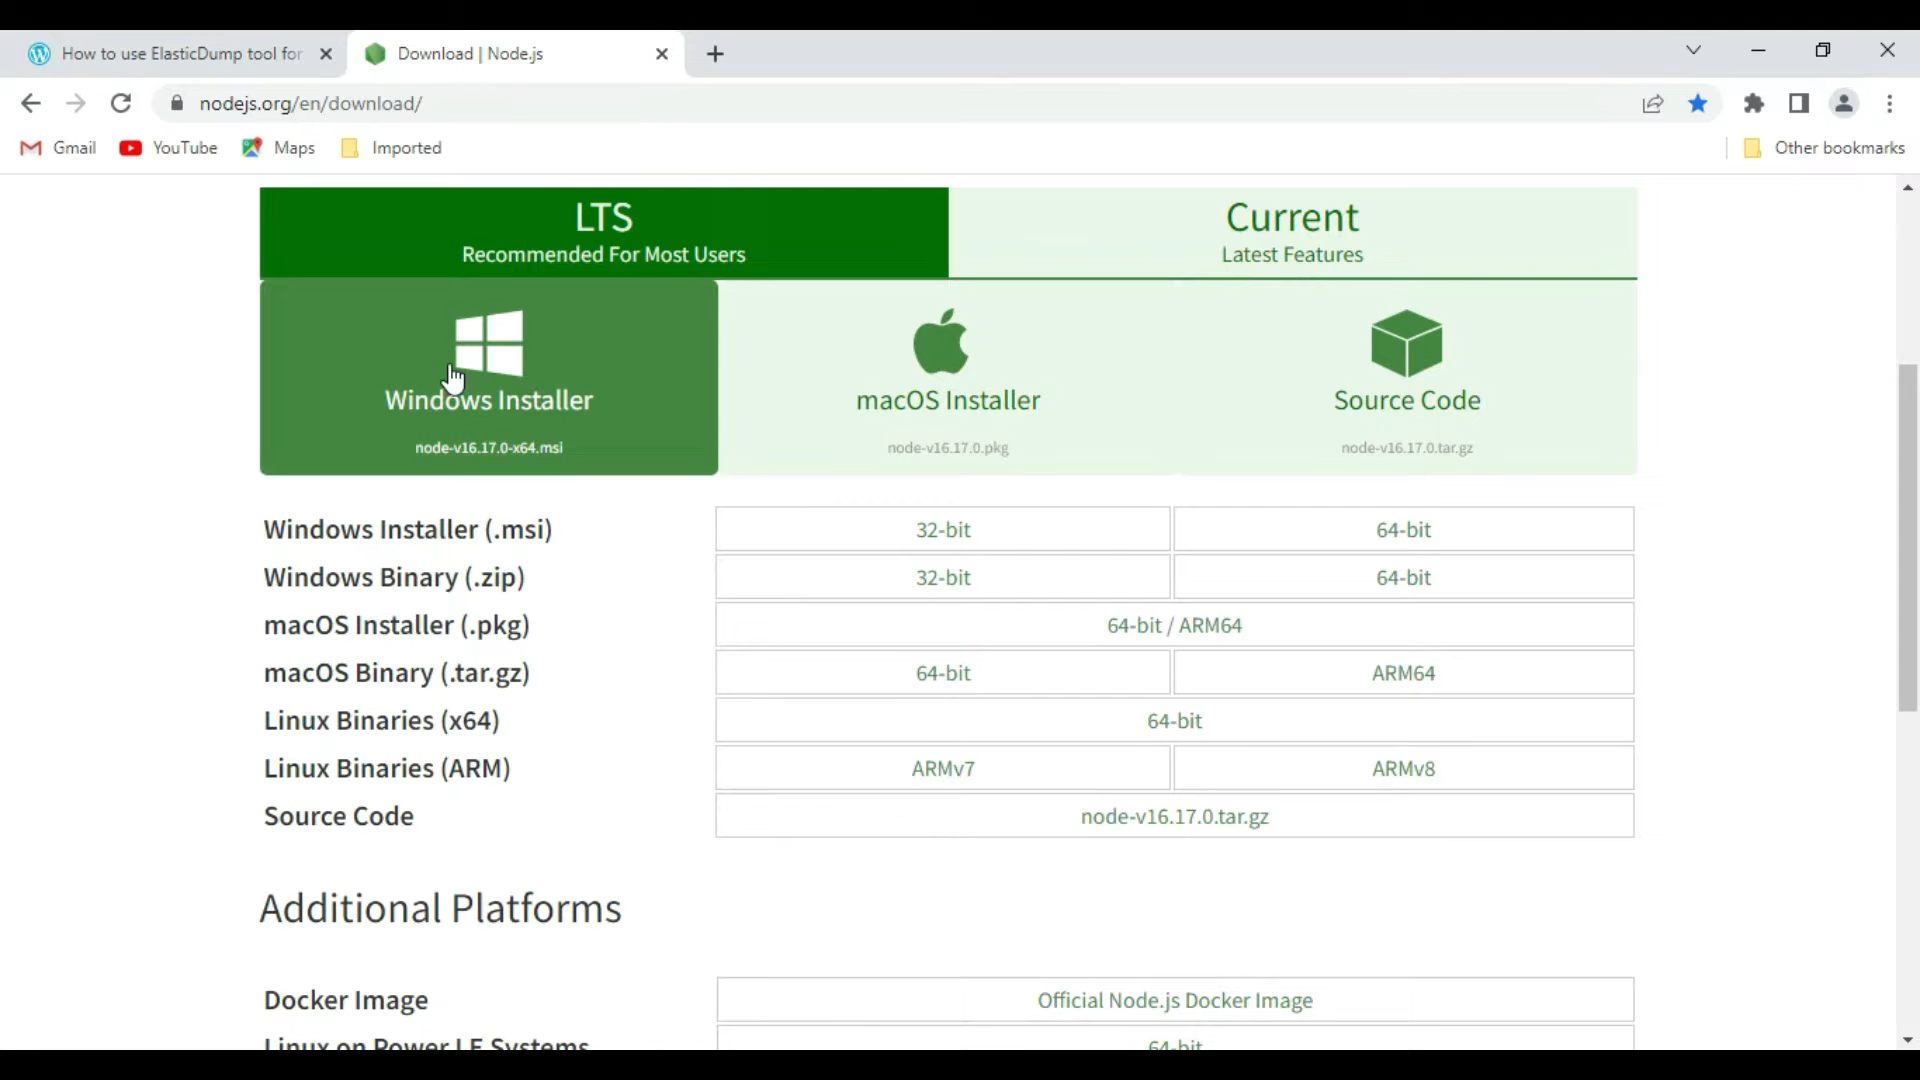 How to use ElasticDump tool for
Download | Node.js
nodejs.org/en/download/
Gmail
YouTube
Maps
Imported
Other bookmarks
LTS
Recommended For Most Users
Current
Latest Features
Windows Installer
node-v16.17.0-x64.msi
macOS Installer
node-v16.17.0.pkg
Source Code
node-v16.17.0.tar.gz
Windows Installer (.msi) 32-bit 64-bit
Windows Binary (.zip) 32-bit 64-bit
macOS Installer (.pkg) 64-bit / ARM64
macOS Binary (.tar.gz) 64-bit ARM64
Linux Binaries (x64) 64-bit
Linux Binaries (ARM) ARMv7 ARMv8
Source Code node-v16.17.0.tar.gz
Additional Platforms
Docker Image Official Node.js Docker Image
Linux on Power LE Systems 64-bit